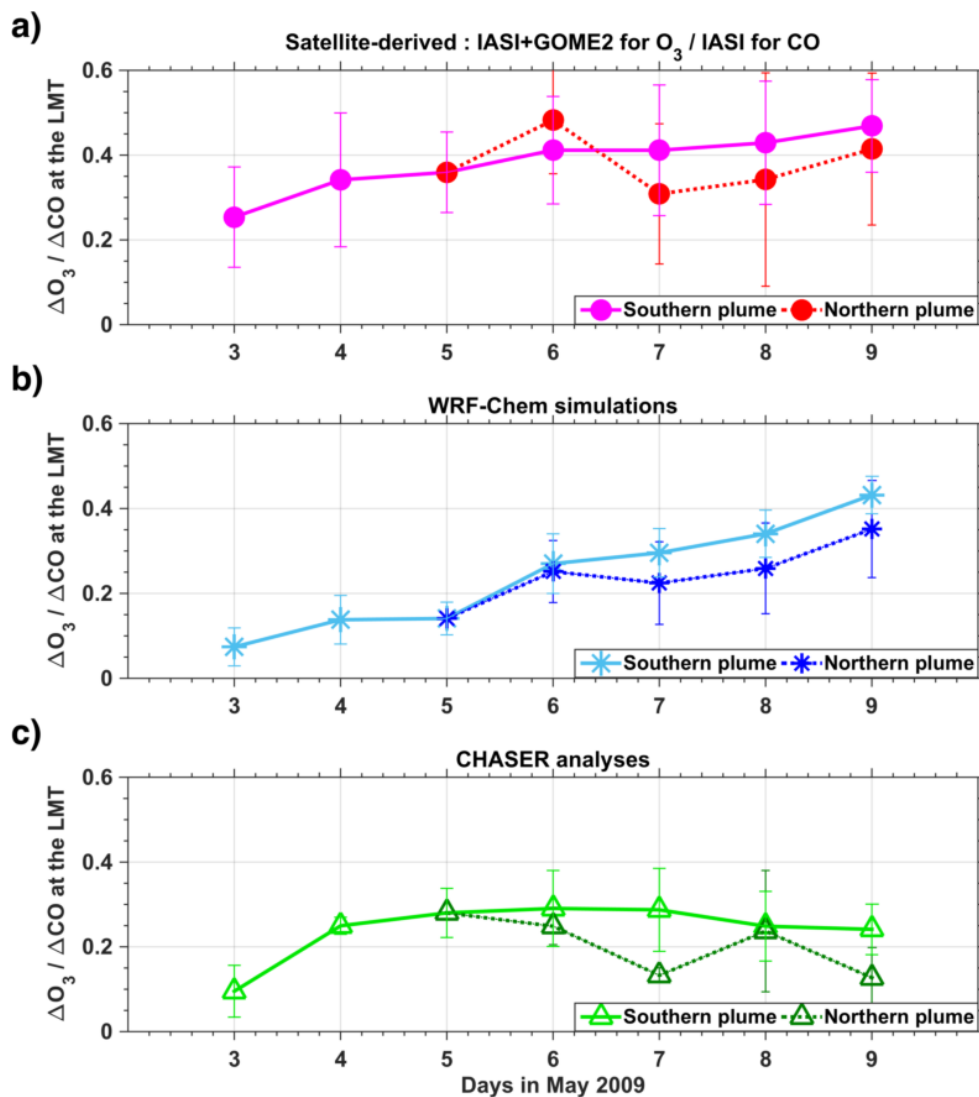 a)
Satellite-derived : IASI+GOME2 for O3 / IASI for CO
ΔO3 / ΔCO at the LMT
0.6
0.4
0.2
0
Southern plume Northern plume
3 4 5 6 7 8 9
b)
WRF-Chem simulations
ΔO3 / ΔCO at the LMT
0.6
0.4
0.2
0
Southern plume Northern plume
3 4 5 6 7 8 9
c)
CHASER analyses
ΔO3 / ΔCO at the LMT
0.6
0.4
0.2
0
Southern plume Northern plume
3 4 5 6 7 8 9
Days in May 2009